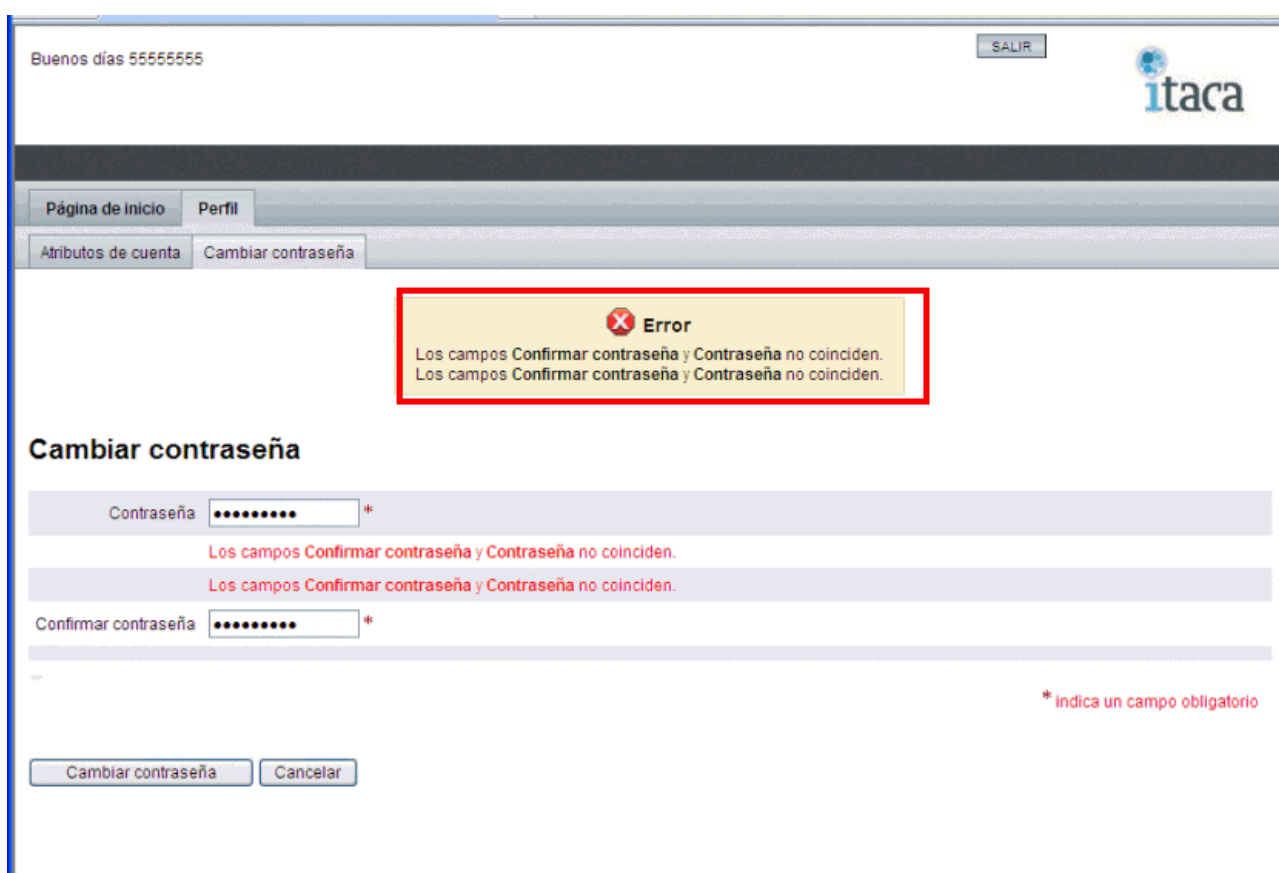 Buenos días 55555555
SALIR
itaca
Página de inicio
Perfil
Atributos de cuenta
Cambiar contraseña
Error
Los campos Confirmar contraseña y Contraseña no coinciden.
Los campos Confirmar contraseña y Contraseña no coinciden.
Cambiar contraseña
Contraseña ••••••••• *
Los campos Confirmar contraseña y Contraseña no coinciden.
Los campos Confirmar contraseña y Contraseña no coinciden.
Confirmar contraseña ••••••••• *
* indica un campo obligatorio
Cambiar contraseña
Cancelar